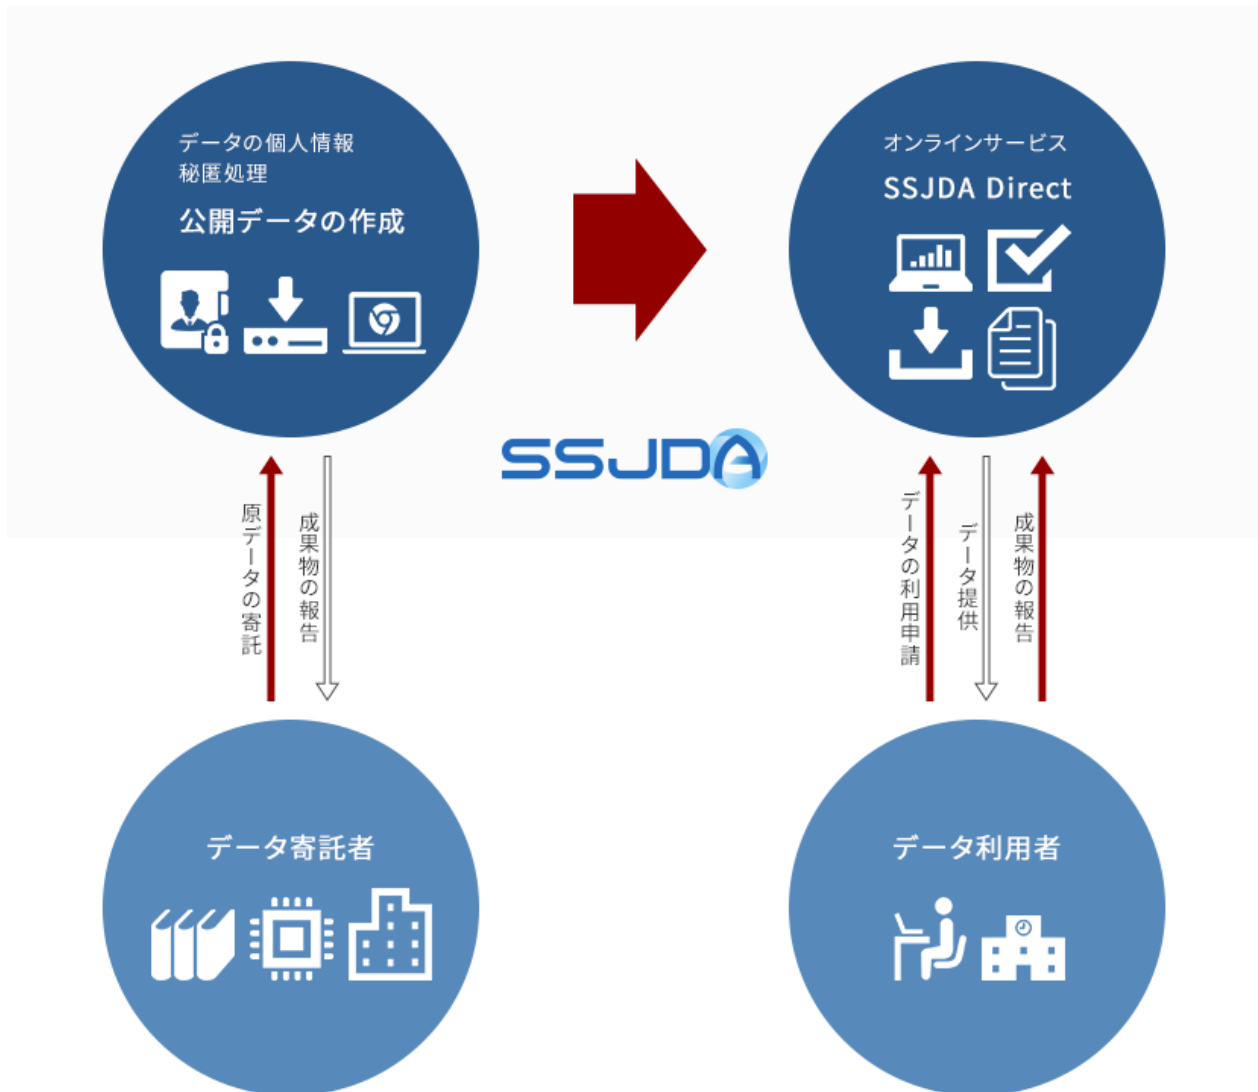 データの個人情報
秘匿処理
公開データの作成
オンラインサービス
SSJDA Direct
SSJDA
原データの寄託
成果物の報告
データの利用申請
データ提供
成果物の報告
データ寄託者
データ利用者